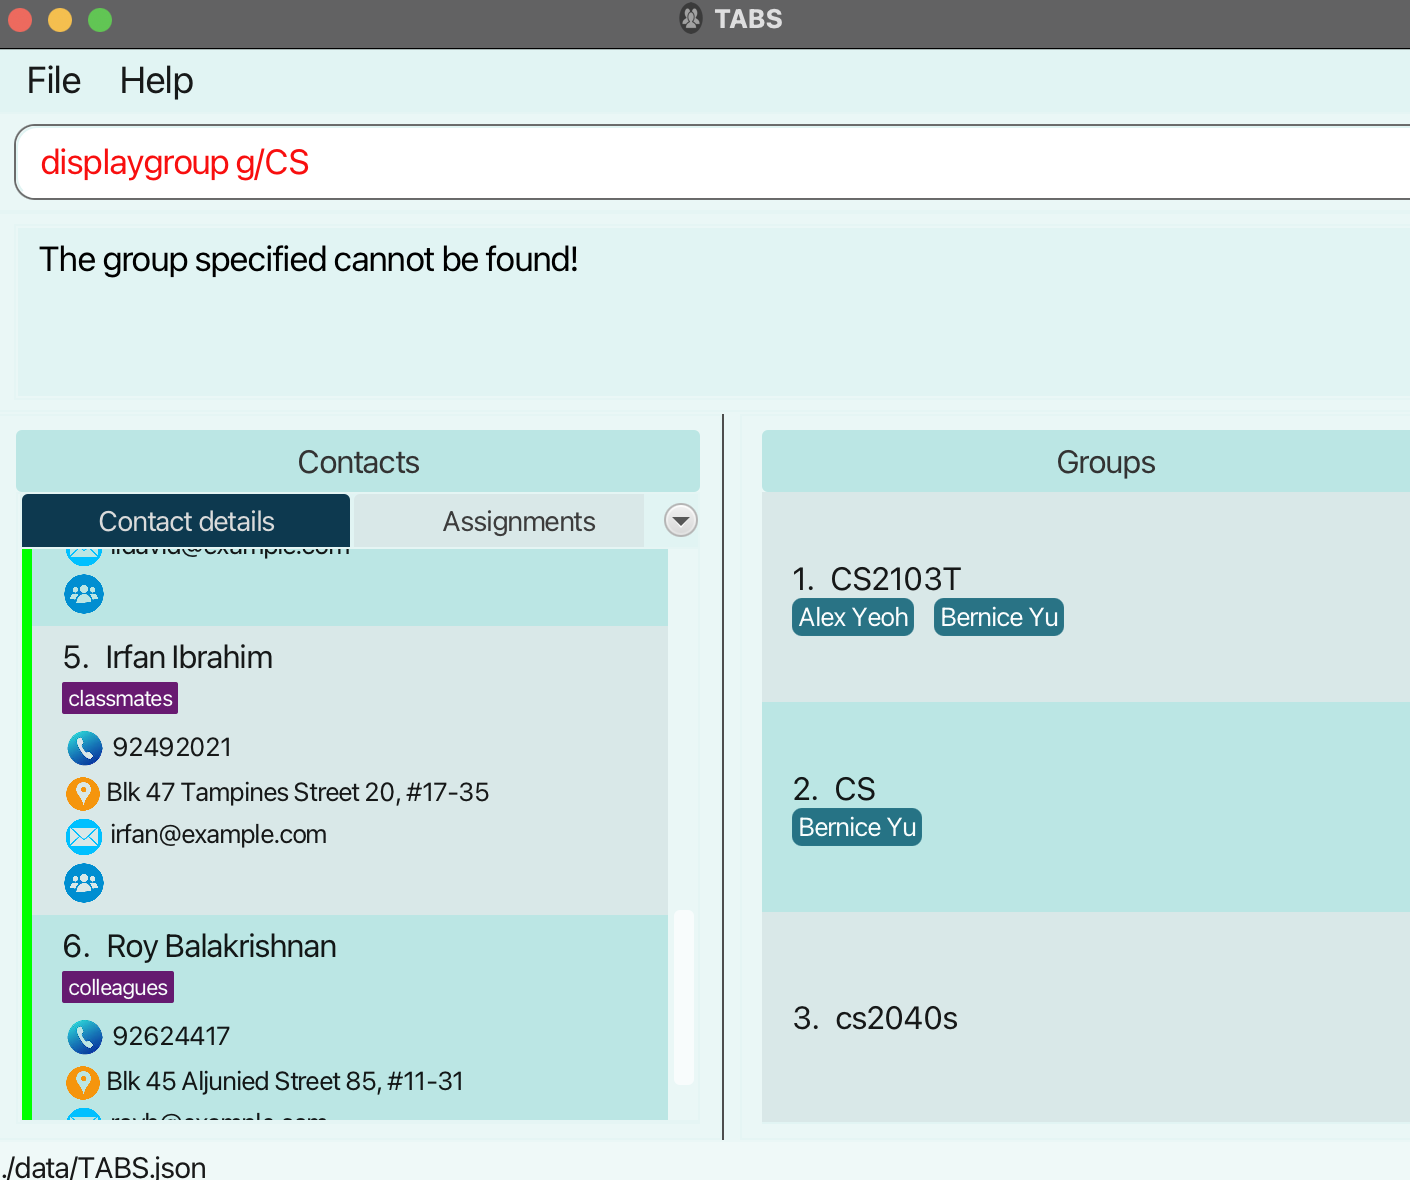 TABS
File Help
displaygroup g/CS
The group specified cannot be found!
Contacts
Contact details Assignments
5. Irfan Ibrahim
classmates
92492021
Blk 47 Tampines Street 20, #17-35
irfan@example.com
6. Roy Balakrishnan
colleagues
92624417
Blk 45 Aljunied Street 85, #11-31
Groups
1. CS2103T
Alex Yeoh Bernice Yu
2. CS
Bernice Yu
3. cs2040s
./data/TABS.json